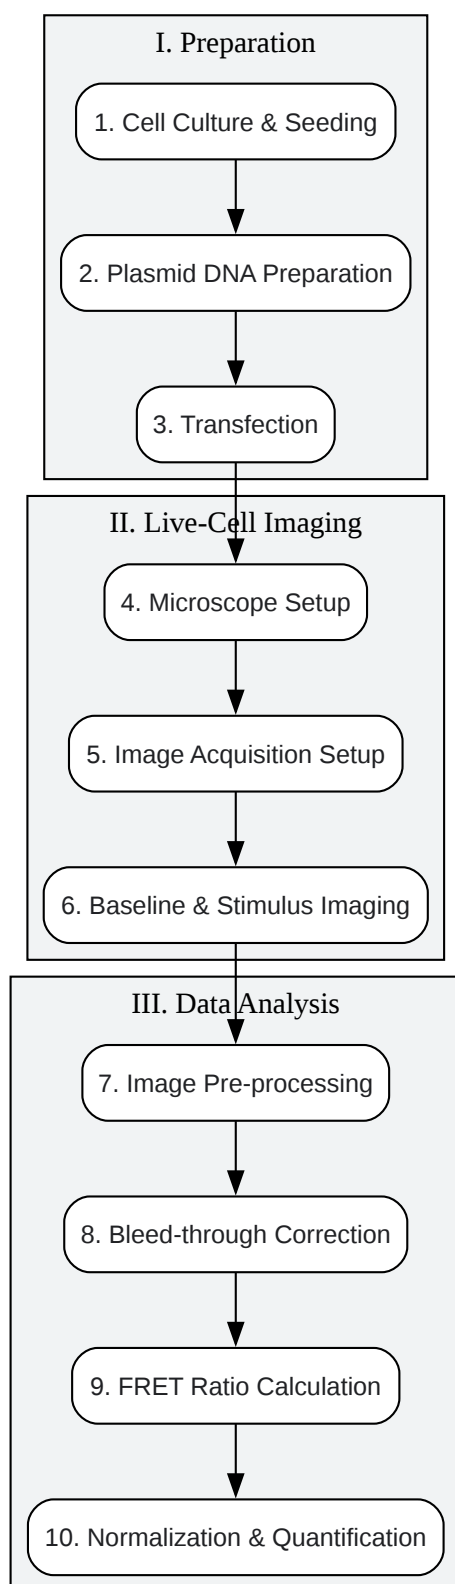 I. Preparation
1. Cell Culture & Seeding
2. Plasmid DNA Preparation
3. Transfection
II. Live-Cell Imaging
4. Microscope Setup
5. Image Acquisition Setup
6. Baseline & Stimulus Imaging
III. Data Analysis
7. Image Pre-processing
8. Bleed-through Correction
9. FRET Ratio Calculation
10. Normalization & Quantification